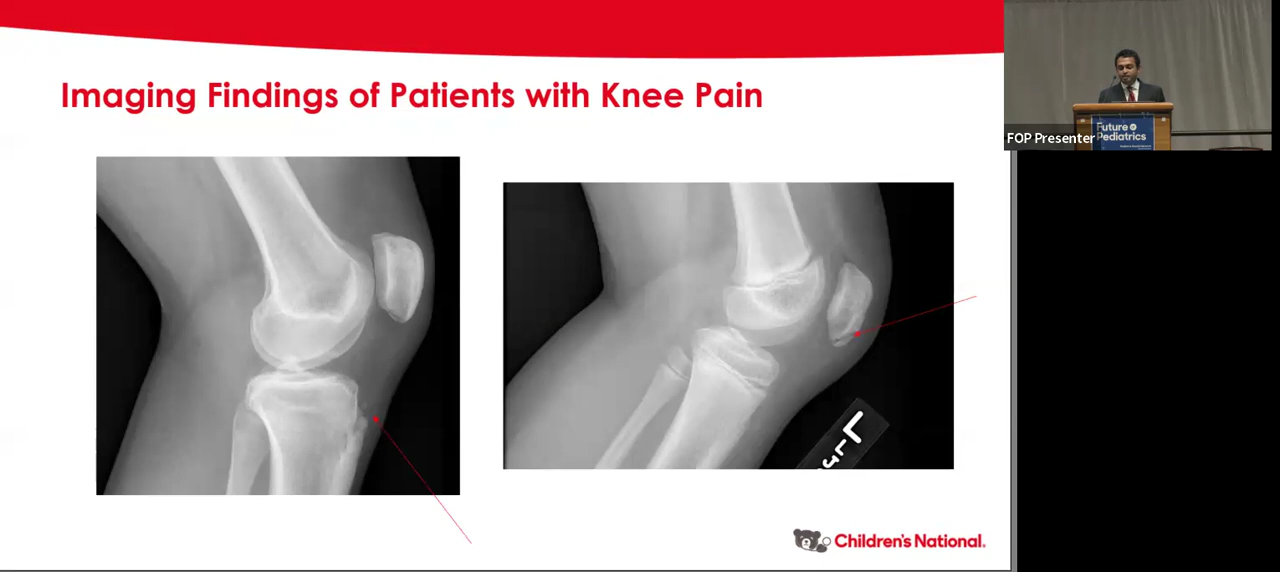 Imaging Findings of Patients with Knee Pain
FOP Presenter
Future of
Pediatrics
L
Children's National.